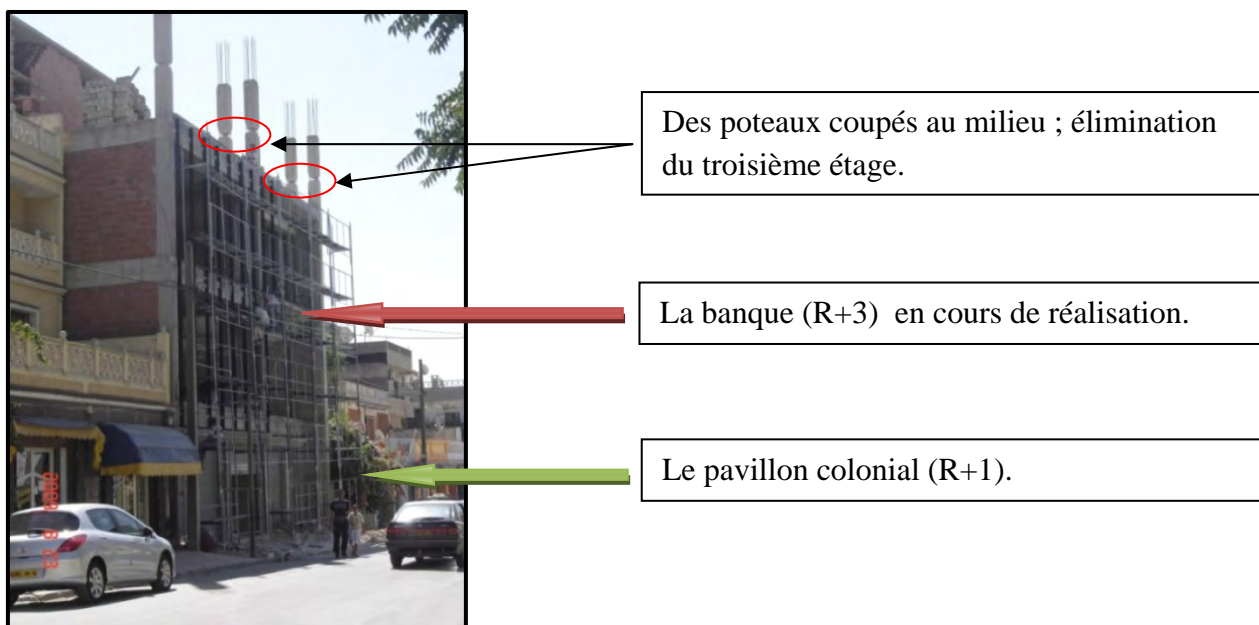 Des poteaux coupés au milieu ; élimination
du troisième étage.
La banque (R+3) en cours de réalisation.
Le pavillon colonial (R+1).